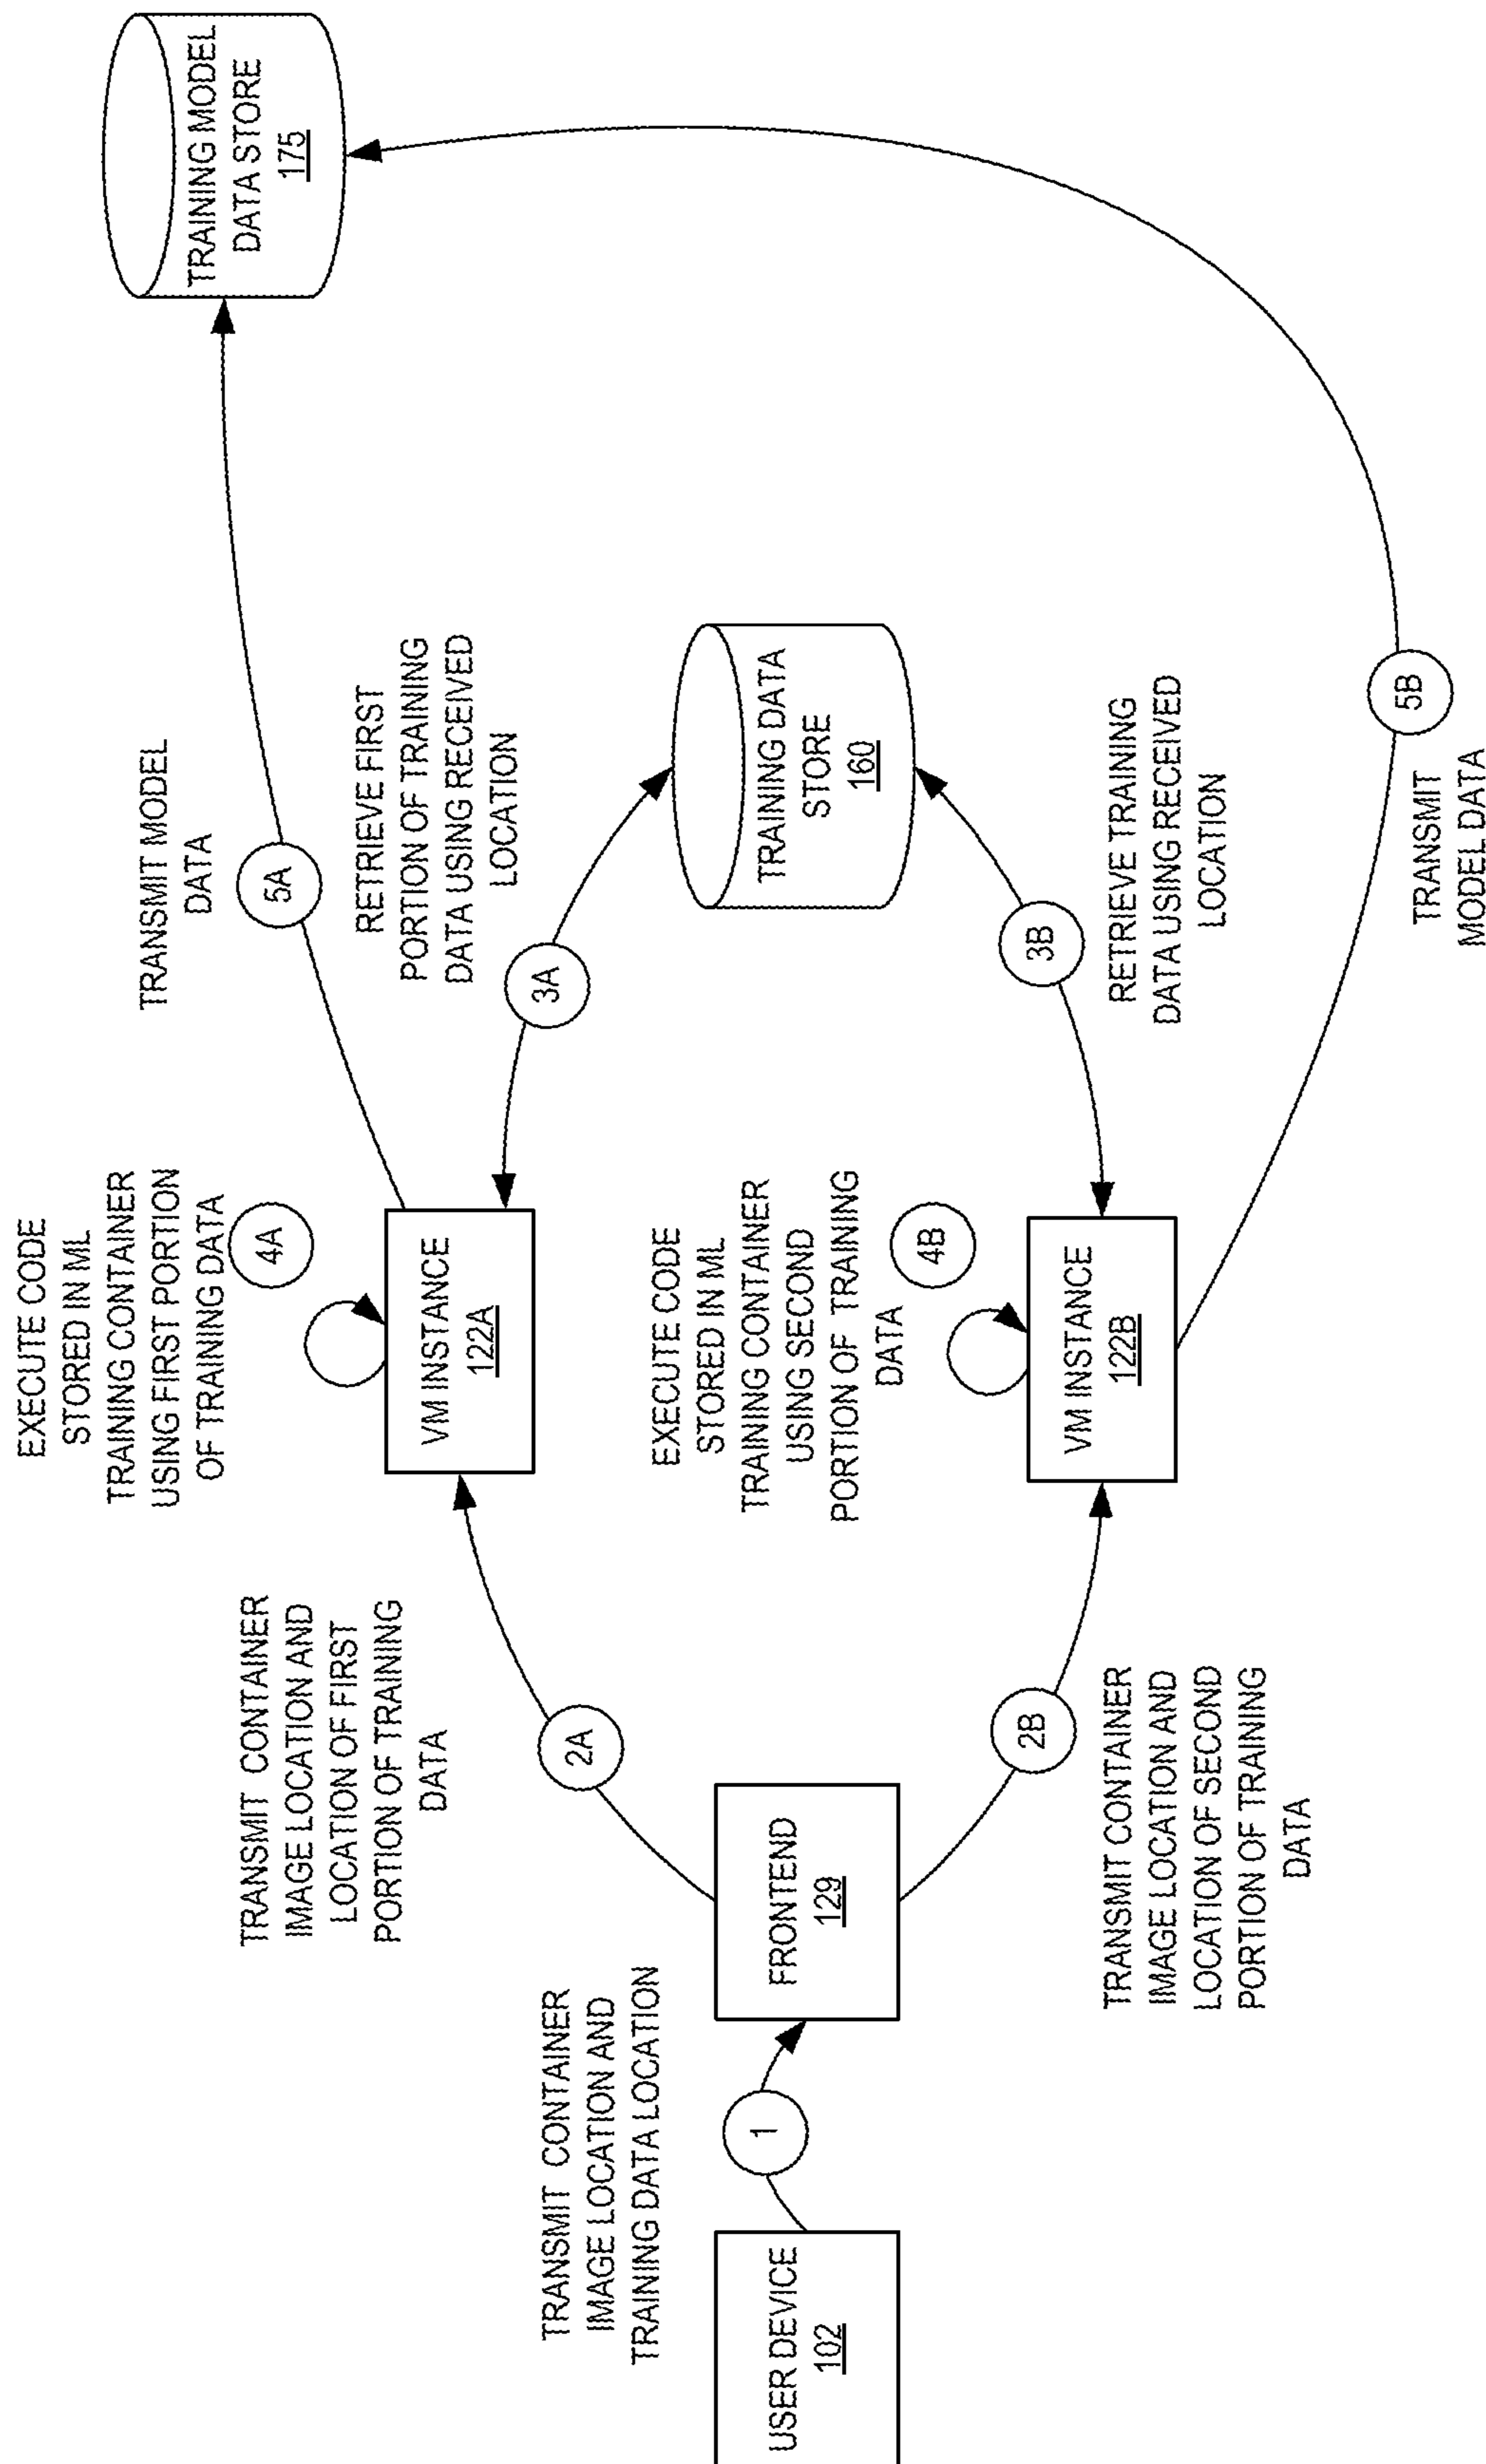 EXECUTE CODE
STORED IN ML
TRAINING CONTAINER
USING FIRST PORTION
OF TRAINING DATA
4A
TRANSMIT MODEL
DATA
5A
TRAINING MODEL
DATA STORE
175
TRANSMIT CONTAINER
IMAGE LOCATION AND
LOCATION OF FIRST
PORTION OF TRAINING
DATA
2A
VM INSTANCE
122A
RETRIEVE FIRST
PORTION OF TRAINING
DATA USING RECEIVED
LOCATION
3A
TRANSMIT CONTAINER
IMAGE LOCATION AND
TRAINING DATA LOCATION
1
USER DEVICE
102
FRONTEND
129
EXECUTE CODE
STORED IN ML
TRAINING CONTAINER
USING SECOND
PORTION OF TRAINING
DATA
4B
TRAINING DATA
STORE
160
2B
TRANSMIT CONTAINER
IMAGE LOCATION AND
LOCATION OF SECOND
PORTION OF TRAINING
DATA
VM INSTANCE
122B
3B
RETRIEVE TRAINING
DATA USING RECEIVED
LOCATION
5B
TRANSMIT
MODEL DATA